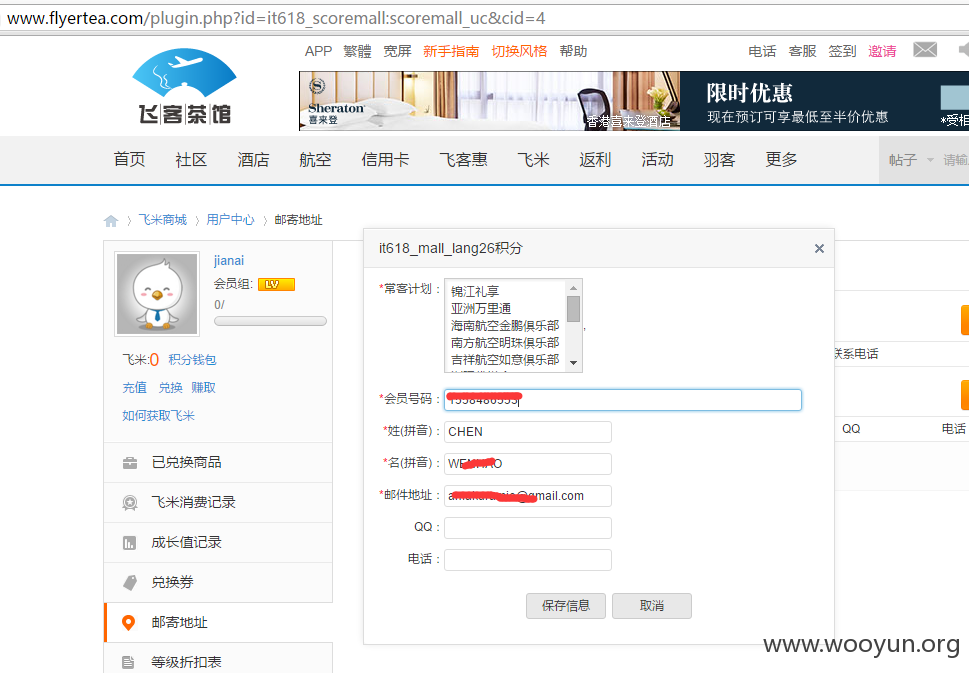 www.flyertea.com/plugin.php?id=it618_scoremall:scoremall_uc&cid=4
APP 繁體 宽屏 新手指南 切换风格 帮助
电话 客服 签到 邀请
飞客茶馆
Sheraton
喜来登
香港喜来登酒店
限时优惠
现在预订可享最低至半价优惠
*受相
首页 社区 酒店 航空 信用卡 飞客惠 飞米 返利 活动 羽客 更多
帖子 请输
飞米商城 〉 用户中心 〉 邮寄地址
jianai
会员组: LV
0/
飞米:0 积分钱包
充值 兑换 赚取
如何获取飞米
已兑换商品
飞米消费记录
成长值记录
兑换券
邮寄地址
等级折扣表
it618_mall_lang26积分 ×
*常客计划：
锦江礼享
亚洲万里通
海南航空金鹏俱乐部
南方航空明珠俱乐部
吉祥航空如意俱乐部
*会员号码：
*姓(拼音)： CHEN
*名(拼音)：
*邮件地址： @gmail.com
QQ：
电话：
保存信息 取消
联系电话
QQ 电话
www.wooyun.org